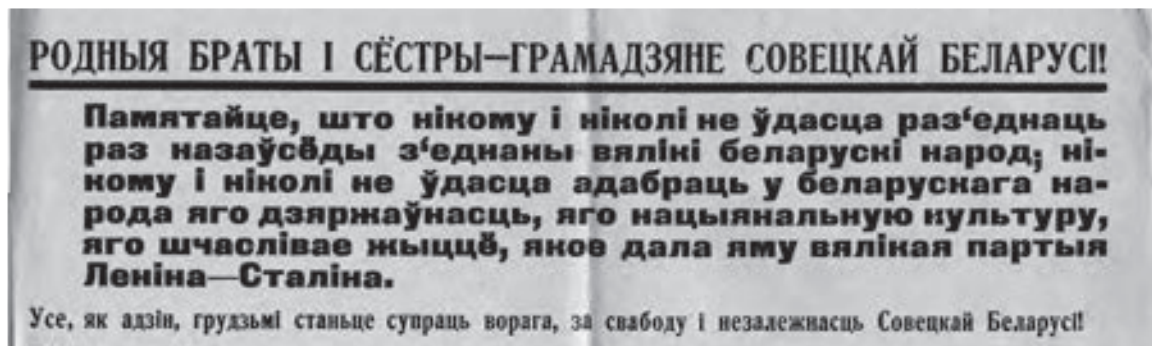 РОДНЫЯ БРАТЫ І СЁСТРЫ—ГРАМАДЗЯНЕ СОВЕЦКАЙ БЕЛАРУСІ!
Памятайце, што нікому і ніколі не ўдасца раз‘еднаць
раз назаўсёды з‘еднаны вялікі беларускі народ; ні-
кому і ніколі не ўдасца адабраць у беларускага на-
рода яго дзяржаўнасць, яго нацыянальную культуру,
яго шчаслівае жыццё, якое дала яму вялікая партыя
Леніна—Сталіна.
Усе, як адзін, грудзьмі станьце супраць ворага, за свабоду і незалежнасць Совецкай Беларусі!